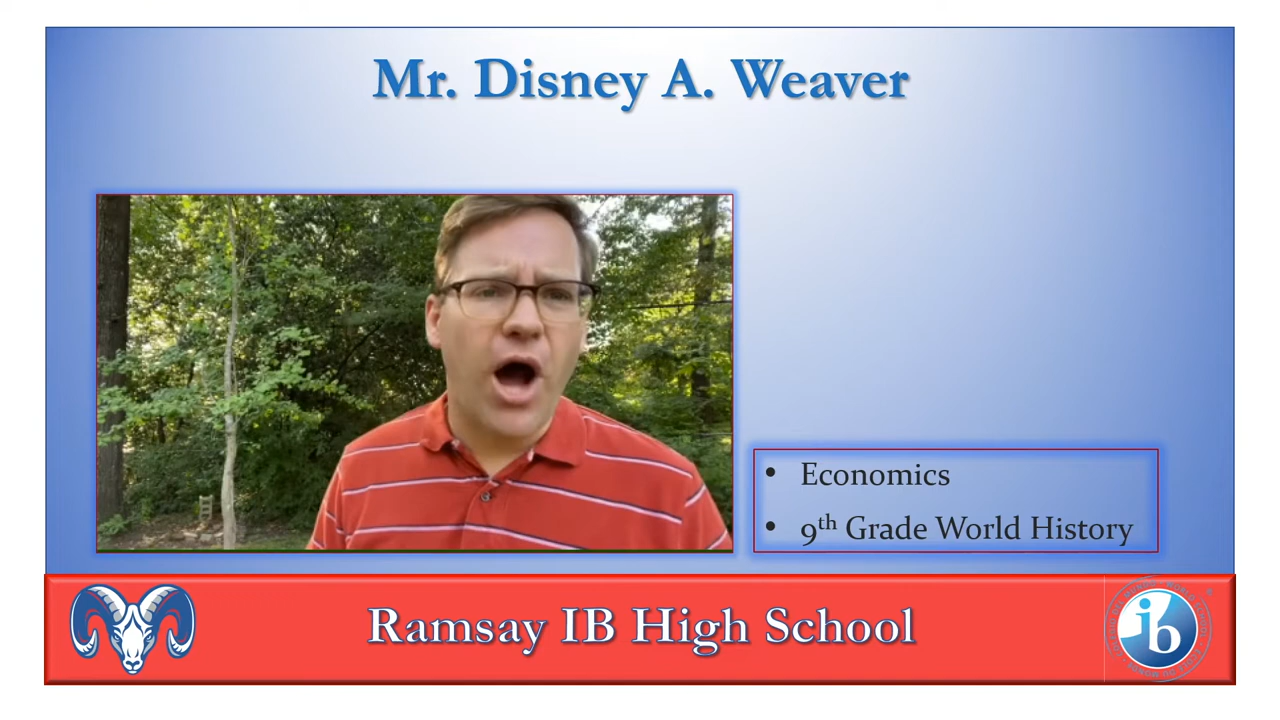 Mr. Disney A. Weaver
• Economics
• 9th Grade World History
Ramsay IB High School
ib